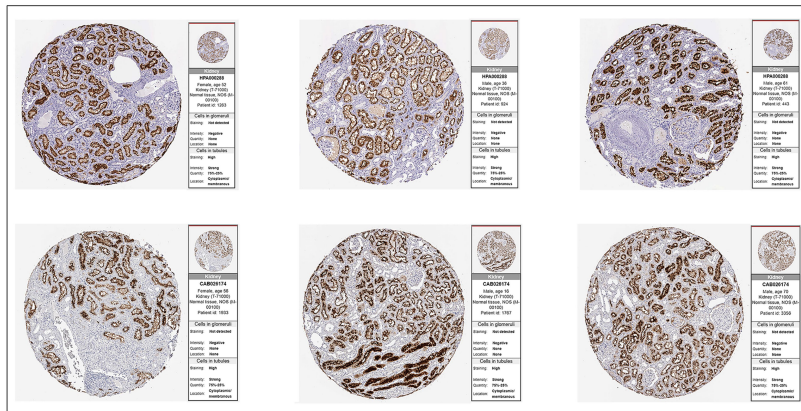 Kidney
HPA000288
Female, age 52
Kidney (T-71000)
Normal tissue, NOS (M-
00100)
Patient id: 1283
Cells in glomeruli
Staining: Not detected
Intensity: Negative
Quantity: None
Location: None
Cells in tubules
Staining: High
Intensity: Strong
Quantity: 75%-25%
Location: Cytoplasmic/
membranous
Kidney
HPA000288
Male, age 36
Kidney (T-71000)
Normal tissue, NOS (M-
00100)
Patient id: 924
Cells in glomeruli
Staining: Not detected
Intensity: Negative
Quantity: None
Location: None
Cells in tubules
Staining: High
Intensity: Strong
Quantity: 75%-25%
Location: Cytoplasmic/
membranous
Kidney
HPA000288
Male, age 61
Kidney (T-71000)
Normal tissue, NOS (M-
00100)
Patient id: 443
Cells in glomeruli
Staining: Not detected
Intensity: Negative
Quantity: None
Location: None
Cells in tubules
Staining: High
Intensity: Strong
Quantity: 75%-25%
Location: Cytoplasmic/
membranous
Kidney
CAB026174
Female, age 58
Kidney (T-71000)
Normal tissue, NOS (M-
00100)
Patient id: 1933
Cells in glomeruli
Staining: Not detected
Intensity: Negative
Quantity: None
Location: None
Cells in tubules
Staining: High
Intensity: Strong
Quantity: 75%-25%
Location: Cytoplasmic/
membranous
Kidney
CAB026174
Male, age 16
Kidney (T-71000)
Normal tissue, NOS (M-
00100)
Patient id: 1767
Cells in glomeruli
Staining: Not detected
Intensity: Negative
Quantity: None
Location: None
Cells in tubules
Staining: High
Intensity: Strong
Quantity: 75%-25%
Location: Cytoplasmic/
membranous
Kidney
CAB026174
Male, age 70
Kidney (T-71000)
Normal tissue, NOS (M-
00100)
Patient id: 3356
Cells in glomeruli
Staining: Not detected
Intensity: Negative
Quantity: None
Location: None
Cells in tubules
Staining: High
Intensity: Strong
Quantity: 75%-25%
Location: Cytoplasmic/
membranous